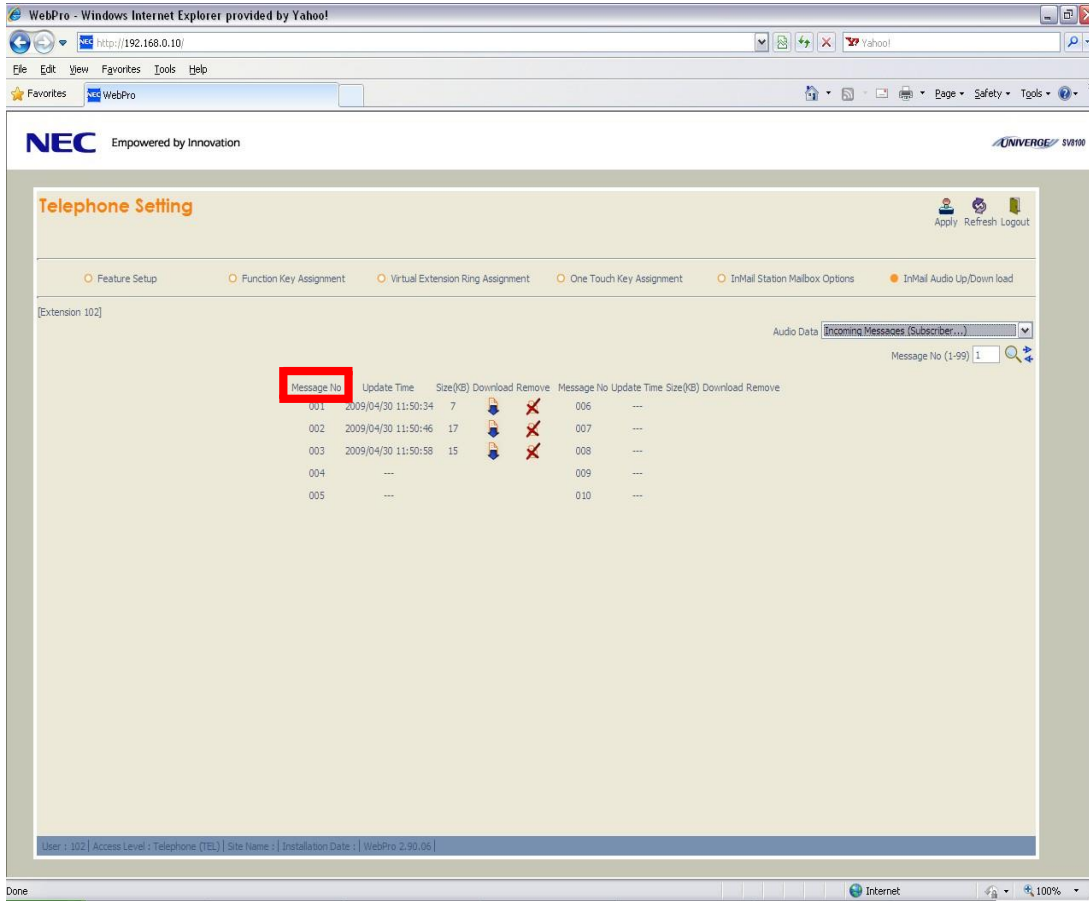 WebPro - Windows Internet Explorer provided by Yahoo!
http://192.168.0.10/ Yahoo!
File Edit View Favorites Tools Help
Favorites WebPro Page Safety Tools
NEC Empowered by Innovation UNIVERGE SV8100
Telephone Setting
Apply Refresh Logout
Feature Setup Function Key Assignment Virtual Extension Ring Assignment One Touch Key Assignment InMail Station Mailbox Options InMail Audio Up/Down load
[Extension 102]
Audio Data Incoming Messages (Subscriber...)
Message No (1-99) 1
Message No Update Time Size(KB) Download Remove Message No Update Time Size(KB) Download Remove
001 2009/04/30 11:50:34 7 006 ---
002 2009/04/30 11:50:46 17 007 ---
003 2009/04/30 11:50:58 15 008 ---
004 --- 009 ---
005 --- 010 ---
User : 102 | Access Level : Telephone (TEL) | Site Name : | Installation Date : | WebPro 2.90.06 |
Done Internet 100%